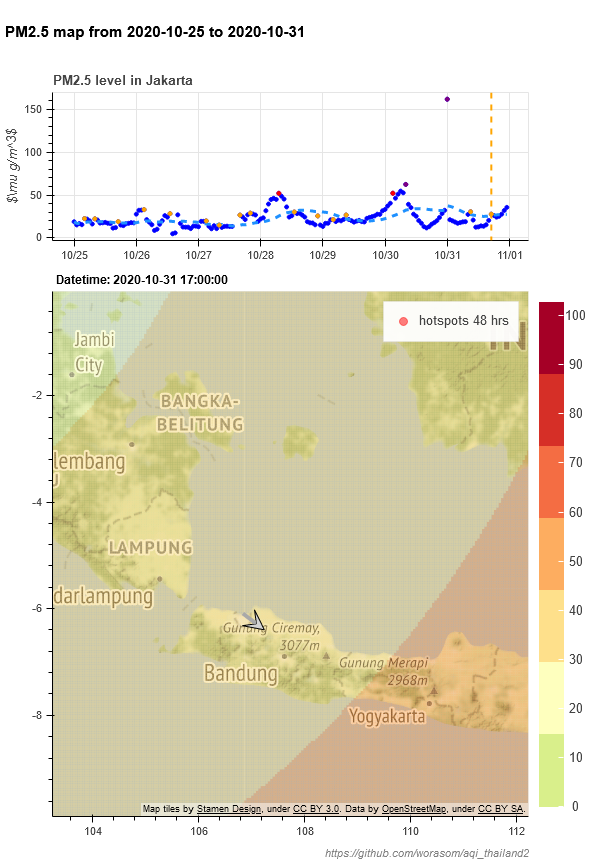 PM2.5 map from 2020-10-25 to 2020-10-31
PM2.5 level in Jakarta
$\mu g/m^3$
150
100
50
0
10/25
10/26
10/27
10/28
10/29
10/30
10/31
11/01
Datetime: 2020-10-31 17:00:00
hotspots 48 hrs
Jambi
City
BANGKA-
BELITUNG
lembang
LAMPUNG
darlampung
Gunung Ciremay,
3077m
Bandung
Gunung Merapi
2968m
Yogyakarta
-2
-4
-6
-8
104
106
108
110
112
100
90
80
70
60
50
40
30
20
10
0
Map tiles by Stamen Design, under CC BY 3.0. Data by OpenStreetMap, under CC BY SA.
https://github.com/worasom/aqi_thailand2